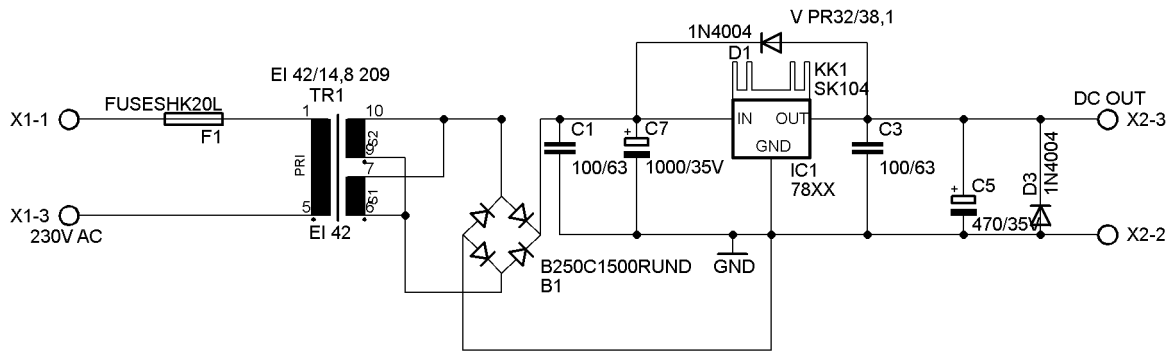 V PR32/38,1
1N4004
D1
EI 42/14,8 209
KK1
TR1
SK104
FUSESHK20L
DC OUT
X1-1
F1
1
10
S2
9
PRI
7
S1
5
6
C1
+
C7
IN
OUT
GND
C3
X2-3
100/63
1000/35V
IC1
78XX
100/63
1N4004
D3
+
C5
X1-3
230V AC
EI 42
470/35V
X2-2
GND
B250C1500RUND
B1